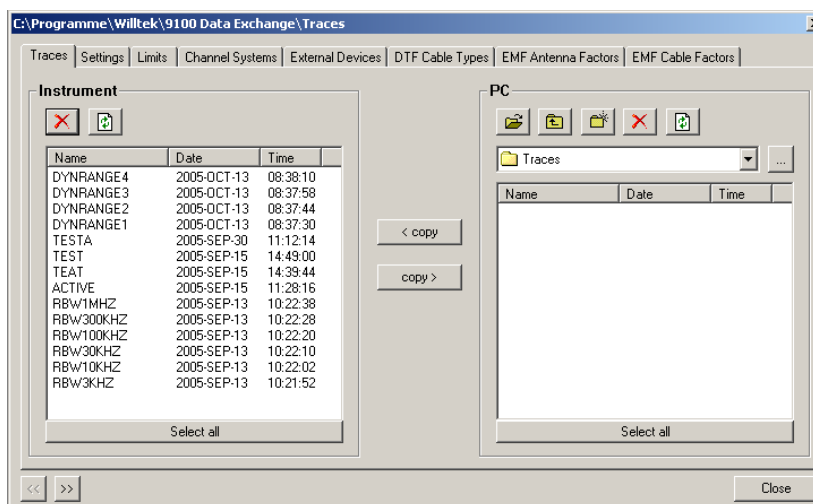 C:\Programme\Willtek\9100 Data Exchange\Traces
Traces Settings Limits Channel Systems External Devices DTF Cable Types EMF Antenna Factors EMF Cable Factors
Instrument
Name Date Time
DYNRANGE4 2005-OCT-13 08:38:10
DYNRANGE3 2005-OCT-13 08:37:58
DYNRANGE2 2005-OCT-13 08:37:44
DYNRANGE1 2005-OCT-13 08:37:30
TESTA 2005-SEP-30 11:12:14
TEST 2005-SEP-15 14:49:00
TEAT 2005-SEP-15 14:39:44
ACTIVE 2005-SEP-15 11:28:16
RBW1MHZ 2005-SEP-13 10:22:38
RBW300KHZ 2005-SEP-13 10:22:28
RBW100KHZ 2005-SEP-13 10:22:20
RBW30KHZ 2005-SEP-13 10:22:10
RBW10KHZ 2005-SEP-13 10:22:02
RBW3KHZ 2005-SEP-13 10:21:52
Select all
< copy
copy >
PC
Traces
...
Name Date Time
Select all
<< >>
Close